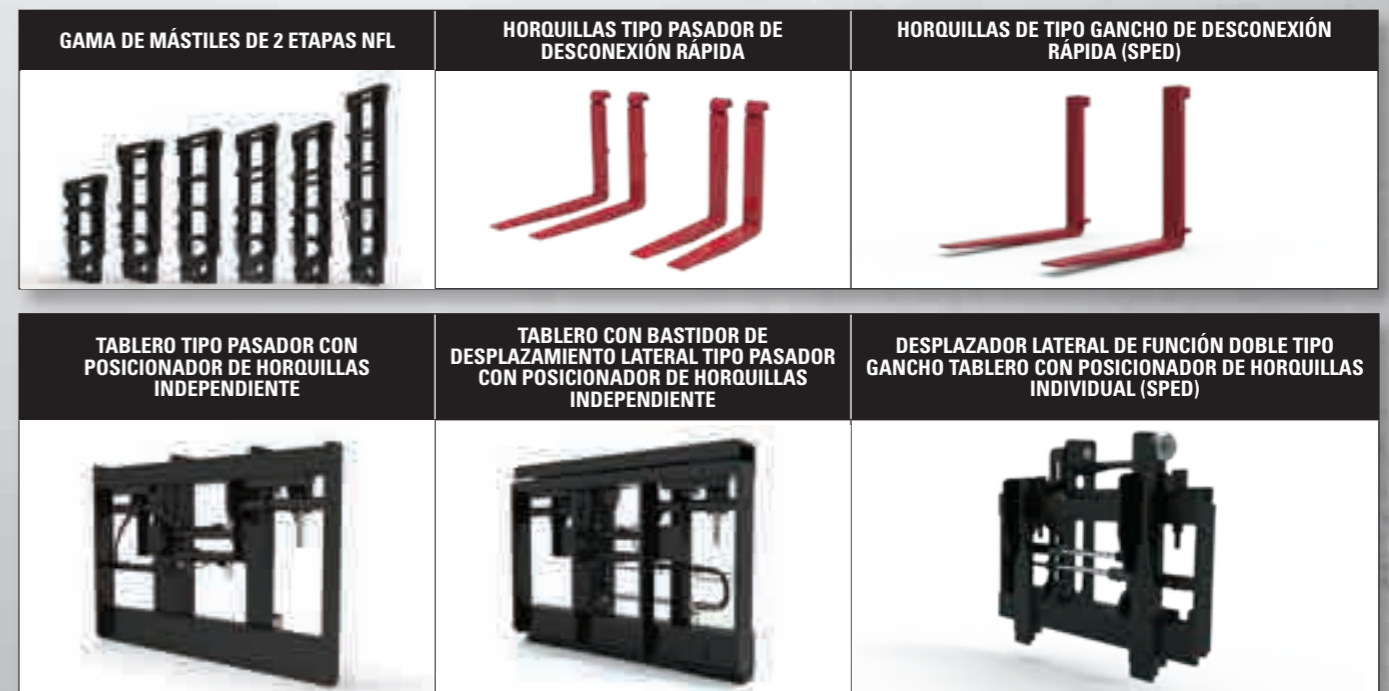 GAMA DE MÁSTILES DE 2 ETAPAS NFL
HORQUILLAS TIPO PASADOR DE
DESCONEXIÓN RÁPIDA
HORQUILLAS DE TIPO GANCHO DE DESCONEXIÓN
RÁPIDA (SPED)
TABLERO TIPO PASADOR CON
POSICIONADOR DE HORQUILLAS
INDEPENDIENTE
TABLERO CON BASTIDOR DE
DESPLAZAMIENTO LATERAL TIPO PASADOR
CON POSICIONADOR DE HORQUILLAS
INDEPENDIENTE
DESPLAZADOR LATERAL DE FUNCIÓN DOBLE TIPO
GANCHO TABLERO CON POSICIONADOR DE HORQUILLAS
INDIVIDUAL (SPED)